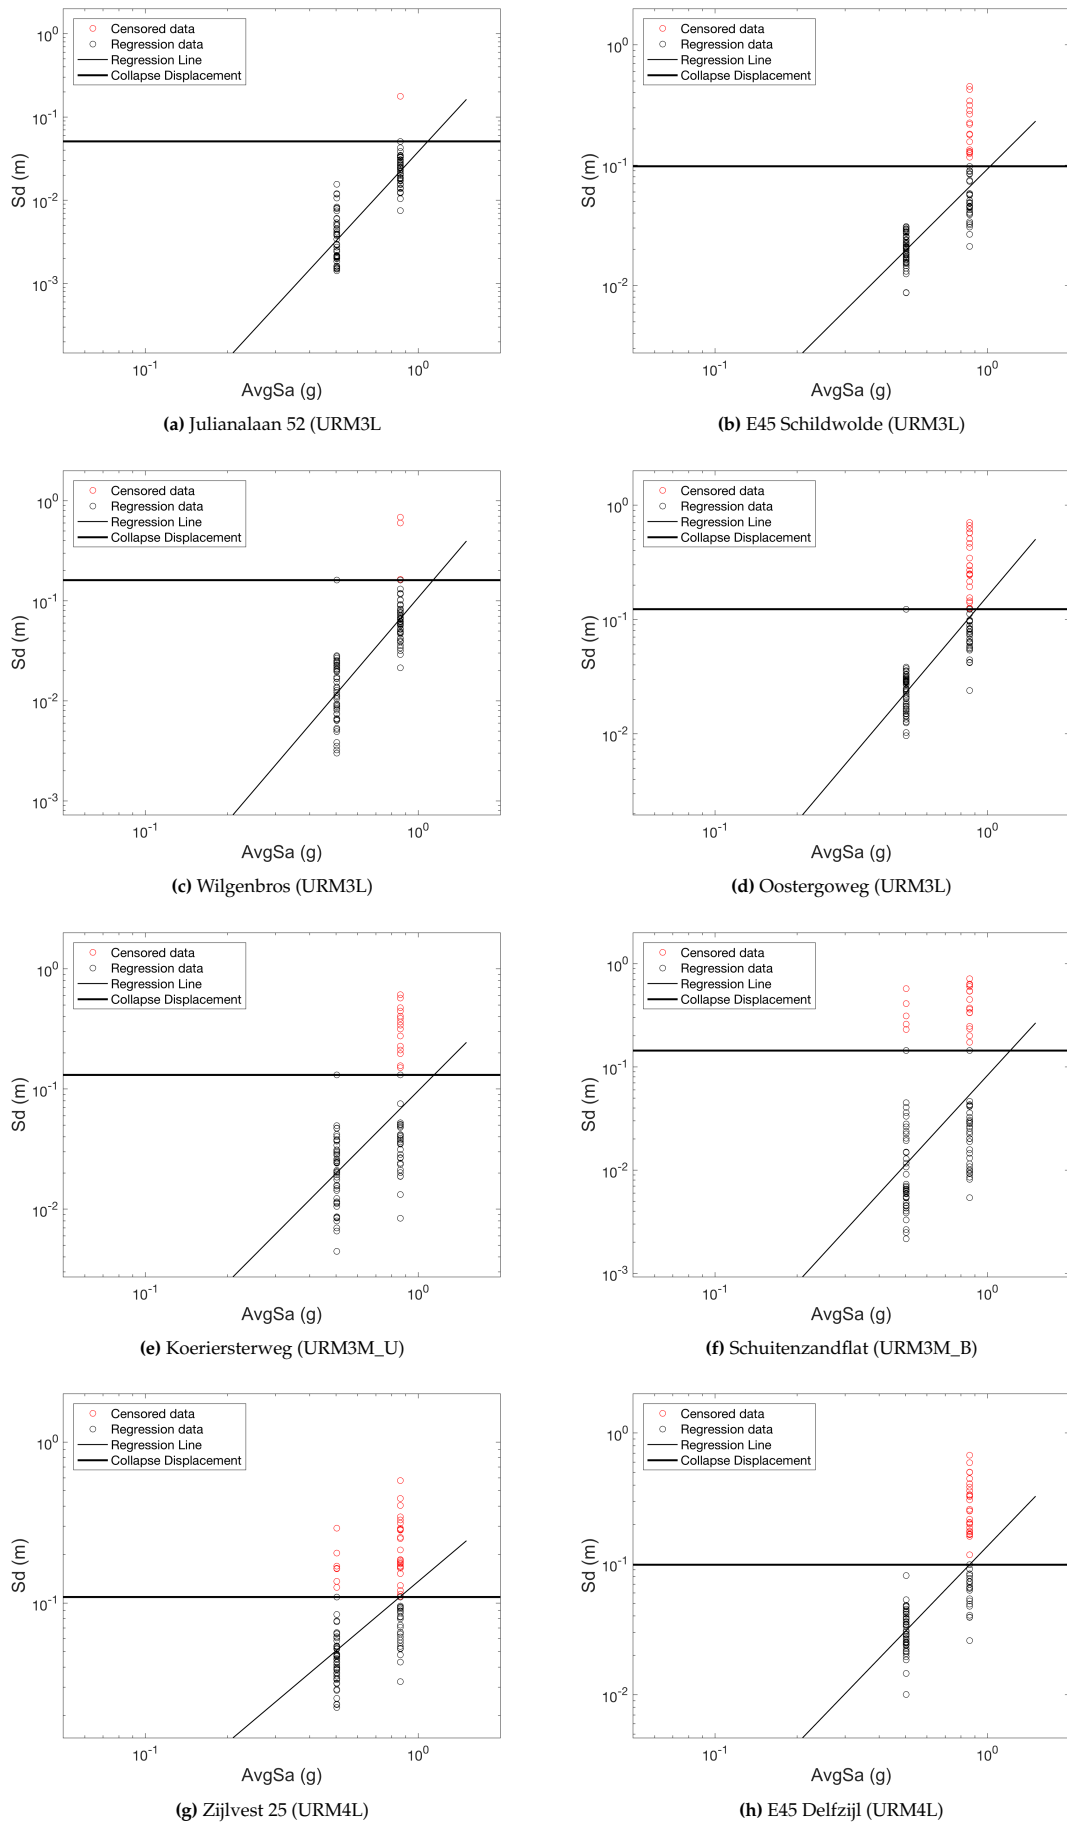 Censored data
Regression data
Regression Line
Collapse Displacement
10^0
10^-1
10^-2
10^-3
Sd (m)
10^-1
10^0
AvgSa (g)
(a) Julianalaan 52 (URM3L
Censored data
Regression data
Regression Line
Collapse Displacement
10^0
10^-1
10^-2
Sd (m)
10^-1
10^0
AvgSa (g)
(b) E45 Schildwolde (URM3L)
Censored data
Regression data
Regression Line
Collapse Displacement
10^0
10^-1
10^-2
10^-3
Sd (m)
10^-1
10^0
AvgSa (g)
(c) Wilgenbros (URM3L)
Censored data
Regression data
Regression Line
Collapse Displacement
10^0
10^-1
10^-2
Sd (m)
10^-1
10^0
AvgSa (g)
(d) Oostergoweg (URM3L)
Censored data
Regression data
Regression Line
Collapse Displacement
10^0
10^-1
10^-2
Sd (m)
10^-1
10^0
AvgSa (g)
(e) Koeriersterweg (URM3M_U)
Censored data
Regression data
Regression Line
Collapse Displacement
10^0
10^-1
10^-2
10^-3
Sd (m)
10^-1
10^0
AvgSa (g)
(f) Schuitenzandflat (URM3M_B)
Censored data
Regression data
Regression Line
Collapse Displacement
10^0
10^-1
Sd (m)
10^-1
10^0
AvgSa (g)
(g) Zijlvest 25 (URM4L)
Censored data
Regression data
Regression Line
Collapse Displacement
10^0
10^-1
10^-2
Sd (m)
10^-1
10^0
AvgSa (g)
(h) E45 Delfzijl (URM4L)